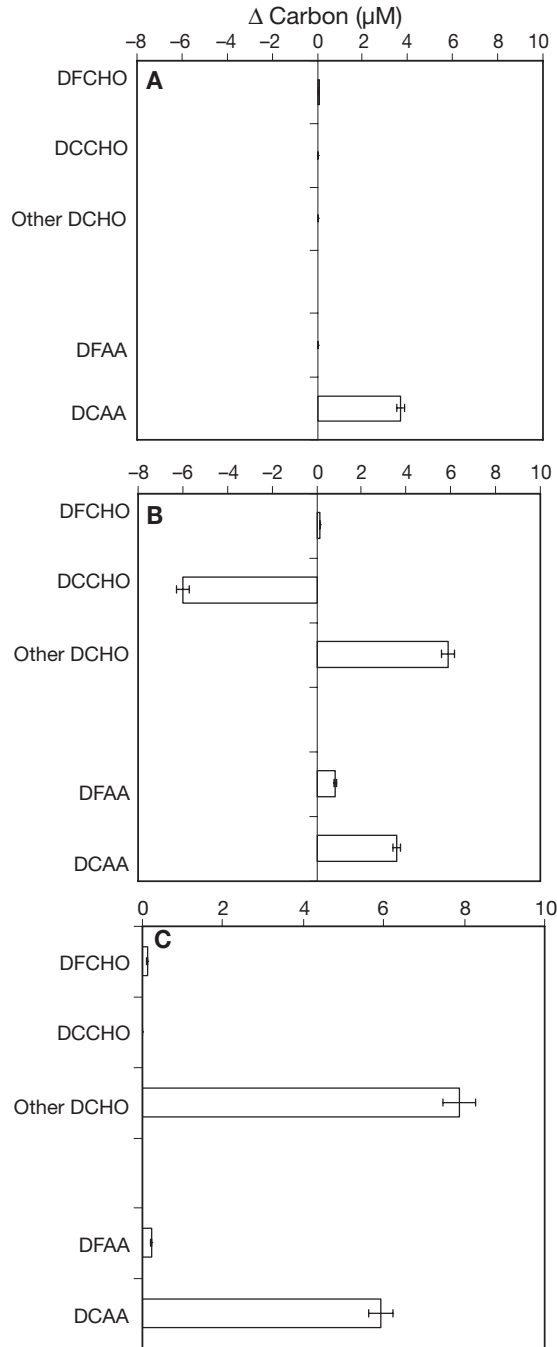 Δ Carbon (µM)
−8 −6 −4 −2 0 2 4 6 8 10
A
DFCHO
DCCHO
Other DCHO
DFAA
DCAA
−8 −6 −4 −2 0 2 4 6 8 10
B
DFCHO
DCCHO
Other DCHO
DFAA
DCAA
0 2 4 6 8 10
C
DFCHO
DCCHO
Other DCHO
DFAA
DCAA